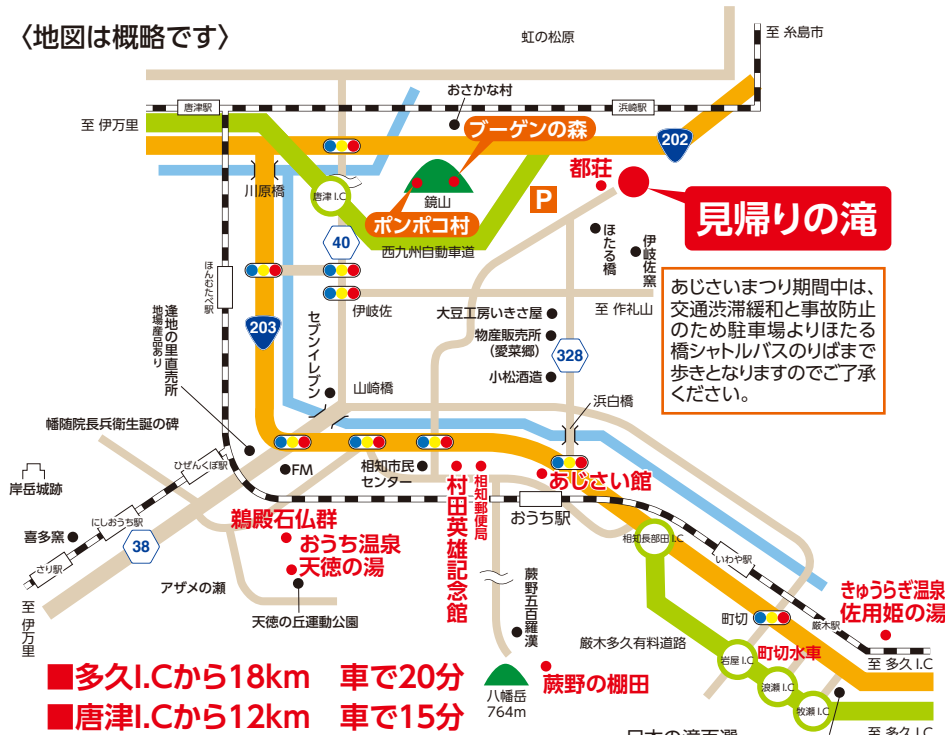 〈地図は概略です〉
虹の松原
至 糸島市
おさかな村
唐津駅
浜崎駅
至 伊万里
ブーゲンの森
202
都荘
川原橋
唐津 I.C
鏡山
P
見帰りの滝
ポンポコ村
ほたる橋
伊岐佐窯
40
西九州自動車道
ほんむたべ駅
あじさいまつり期間中は、
交通渋滞緩和と事故防止
のため駐車場よりほたる
橋シャトルバスのりばまで
歩きとなりますのでご了承
ください。
伊岐佐
大豆工房いきさ屋
至 作礼山
203
セブンイレブン
物産販売所
(愛菜郷)
328
逢地の里直売所
地場産品あり
小松酒造
山崎橋
浜白橋
幡随院長兵衛生誕の碑
ひぜんくぼ駅
FM
相知市民
センター
あじさい館
岸岳城跡
村田英雄記念館
相知郵便局
おうち駅
鵜殿石仏群
にしおうち駅
喜多窯
38
おうち温泉
天徳の湯
相知長部田 I.C
いわや駅
さり駅
アザメの瀬
蕨野五百羅漢
きゅうらぎ温泉
佐用姫の湯
至 伊万里
天徳の丘運動公園
町切
厳木駅
厳木多久有料道路
岩屋 I.C
町切水車
至 多久 I.C
■多久I.Cから18km 車で20分
八幡岳
764m
蕨野の棚田
浪瀬 I.C
■唐津I.Cから12km 車で15分
牧瀬 I.C
日本の滝百選
至 多久 I.C